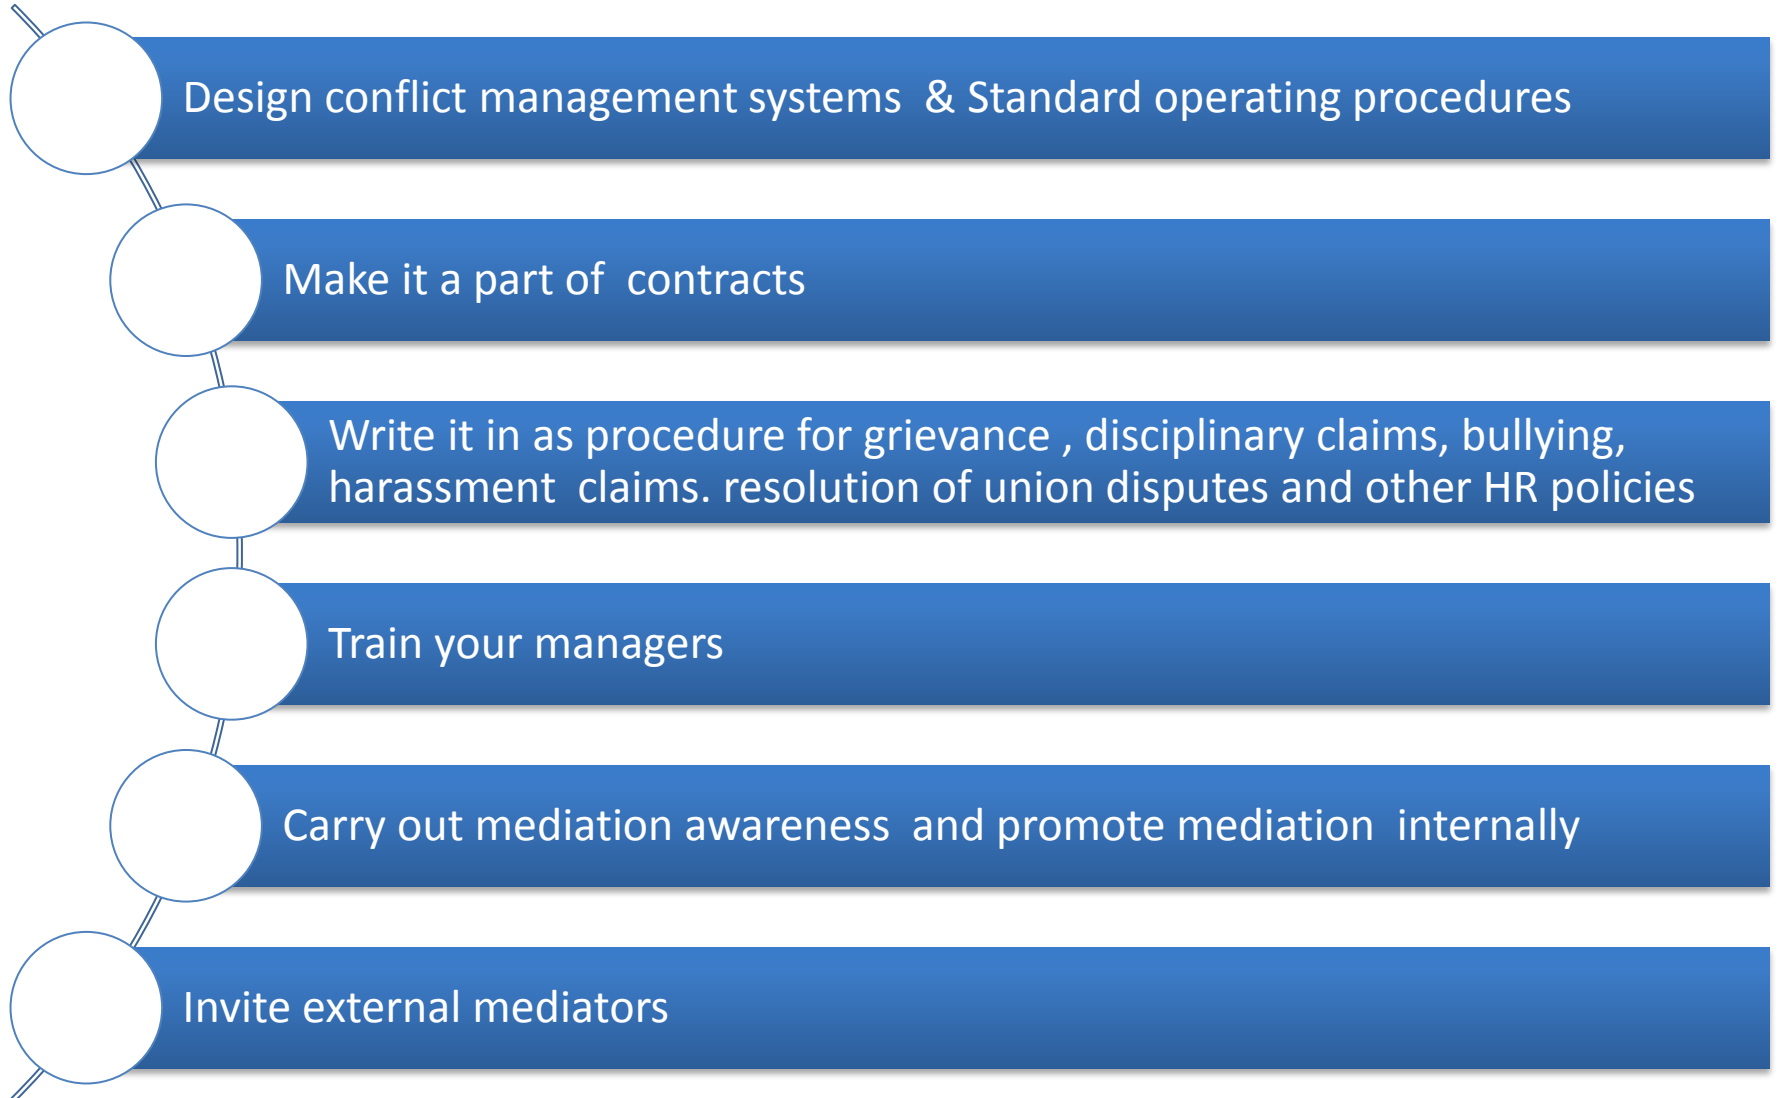 Design conflict management systems  & Standard operating procedures
Make it a part of  contracts
Write it in as procedure for grievance , disciplinary claims, bullying,
harassment  claims. resolution of union disputes and other HR policies
Train your managers
Carry out mediation awareness  and promote mediation  internally
Invite external mediators